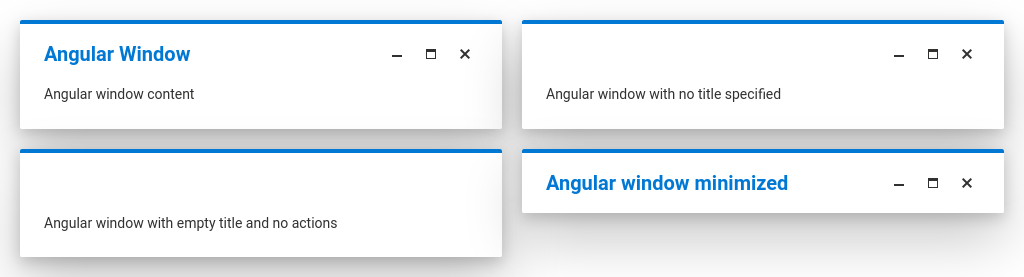 Angular Window
Angular window content
Angular window with no title specified
Angular window with empty title and no actions
Angular window minimized